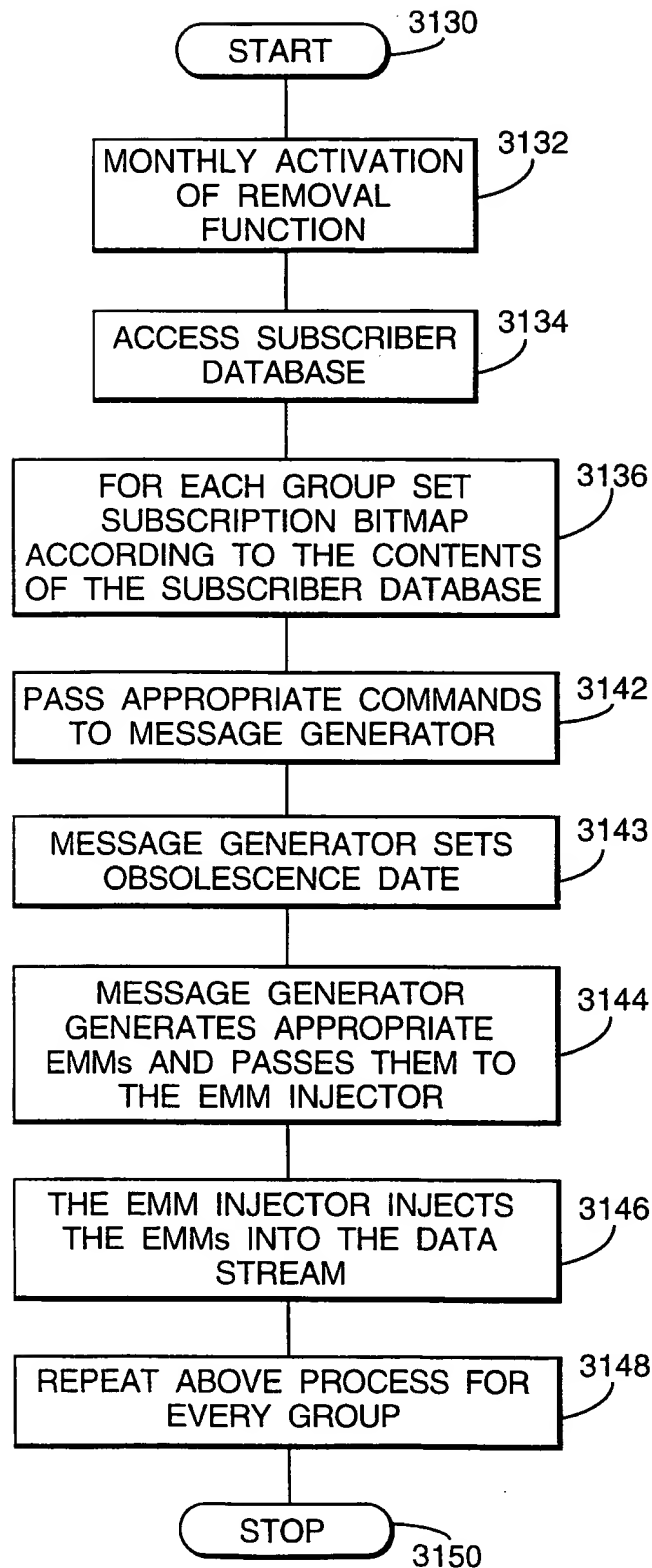 3130
START
3132
MONTHLY ACTIVATION
OF REMOVAL
FUNCTION
3134
ACCESS SUBSCRIBER
DATABASE
3136
FOR EACH GROUP SET
SUBSCRIPTION BITMAP
ACCORDING TO THE CONTENTS
OF THE SUBSCRIBER DATABASE
3142
PASS APPROPRIATE COMMANDS
TO MESSAGE GENERATOR
3143
MESSAGE GENERATOR SETS
OBSOLESCENCE DATE
3144
MESSAGE GENERATOR
GENERATES APPROPRIATE
EMMs AND PASSES THEM TO
THE EMM INJECTOR
3146
THE EMM INJECTOR INJECTS
THE EMMs INTO THE DATA
STREAM
3148
REPEAT ABOVE PROCESS FOR
EVERY GROUP
STOP
3150